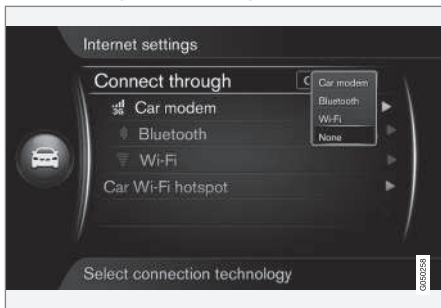 Internet settings
Connect through
Car modem
Bluetooth
Wi-Fi
None
3G
Car modem
Bluetooth
Wi-Fi
Car Wi-Fi hotspot
Select connection technology
G050258